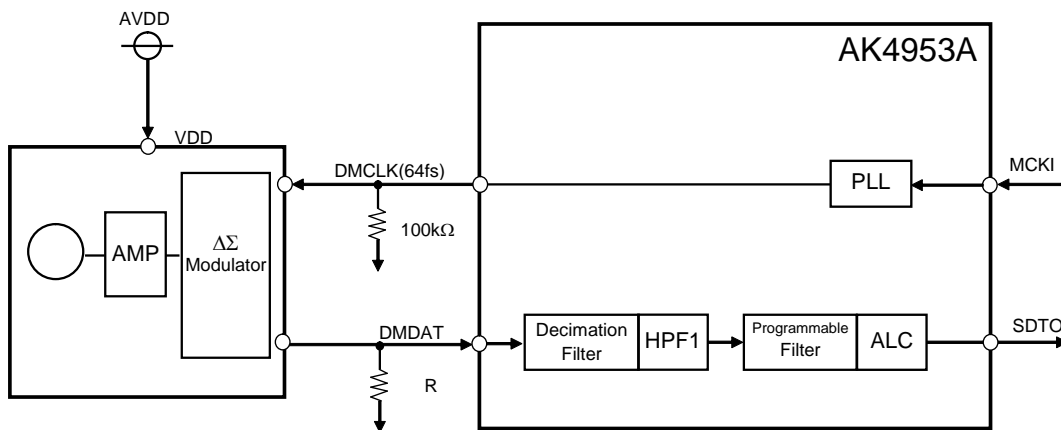 AVDD
AK4953A
VDD
DMCLK(64fs)
MCKI
PLL
100kΩ
AMP
ΔΣ
Modulator
DMDAT
SDTO
Decimation
Filter
HPF1
Programmable
Filter
ALC
R